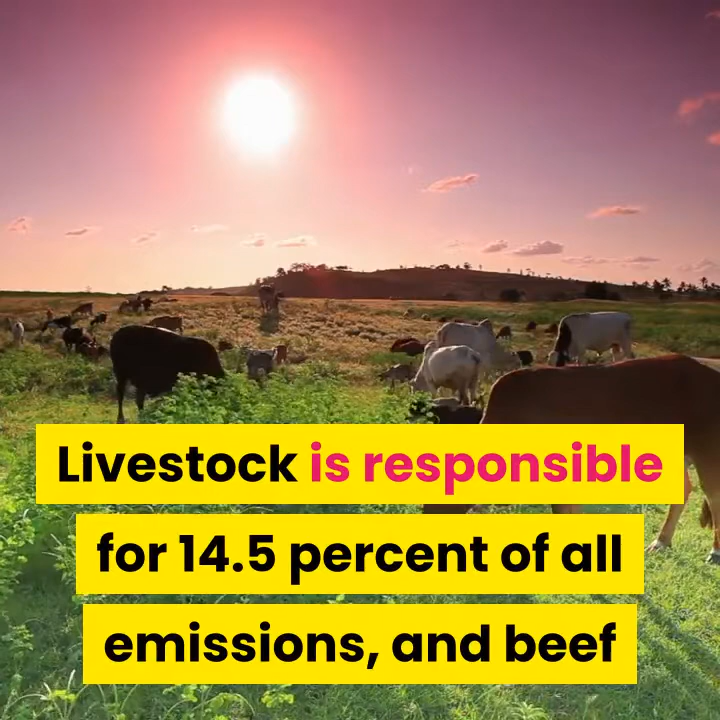 Livestock is responsible
for 14.5 percent of all
emissions, and beef